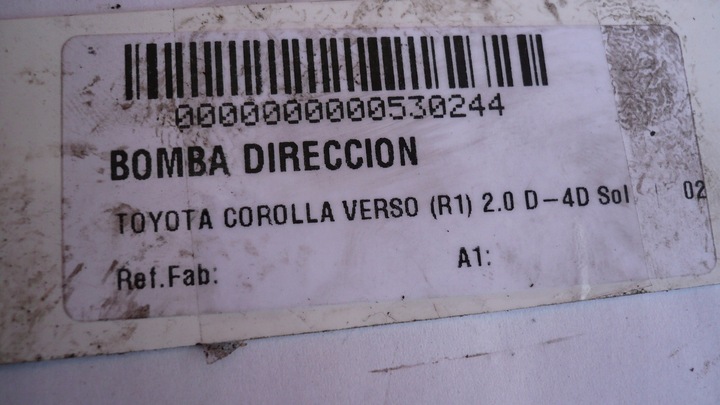 0000000000530244
BOMBA DIRECCION
TOYOTA COROLLA VERSO (R1) 2.0 D-4D Sol | 02
Ref.Fab: A1: